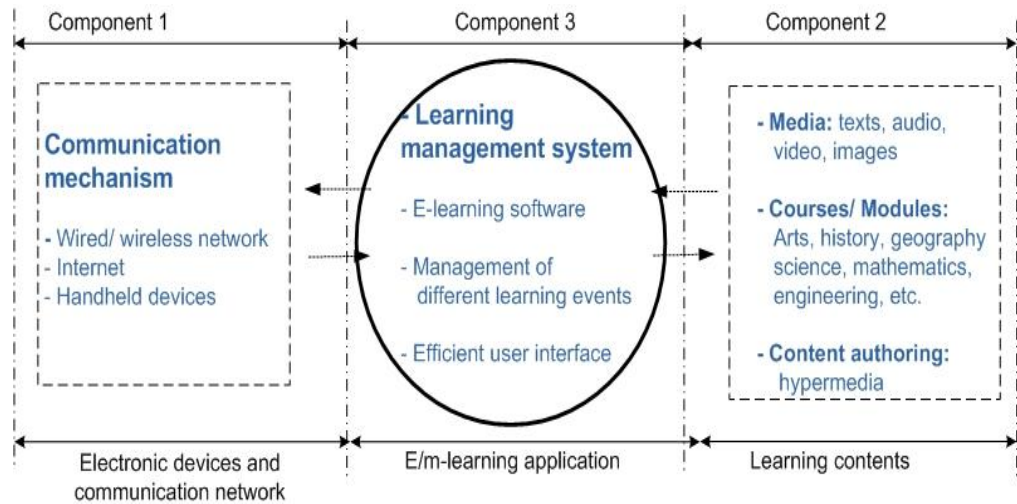 Component 1
Component 3
Component 2
Communication
mechanism
- Wired/ wireless network
- Internet
- Handheld devices
- Learning
management system
- E-learning software
- Management of
different learning events
- Efficient user interface
- Media: texts, audio,
video, images
- Courses/ Modules:
Arts, history, geography
science, mathematics,
engineering, etc.
- Content authoring:
hypermedia
Electronic devices and
communication network
E/m-learning application
Learning contents